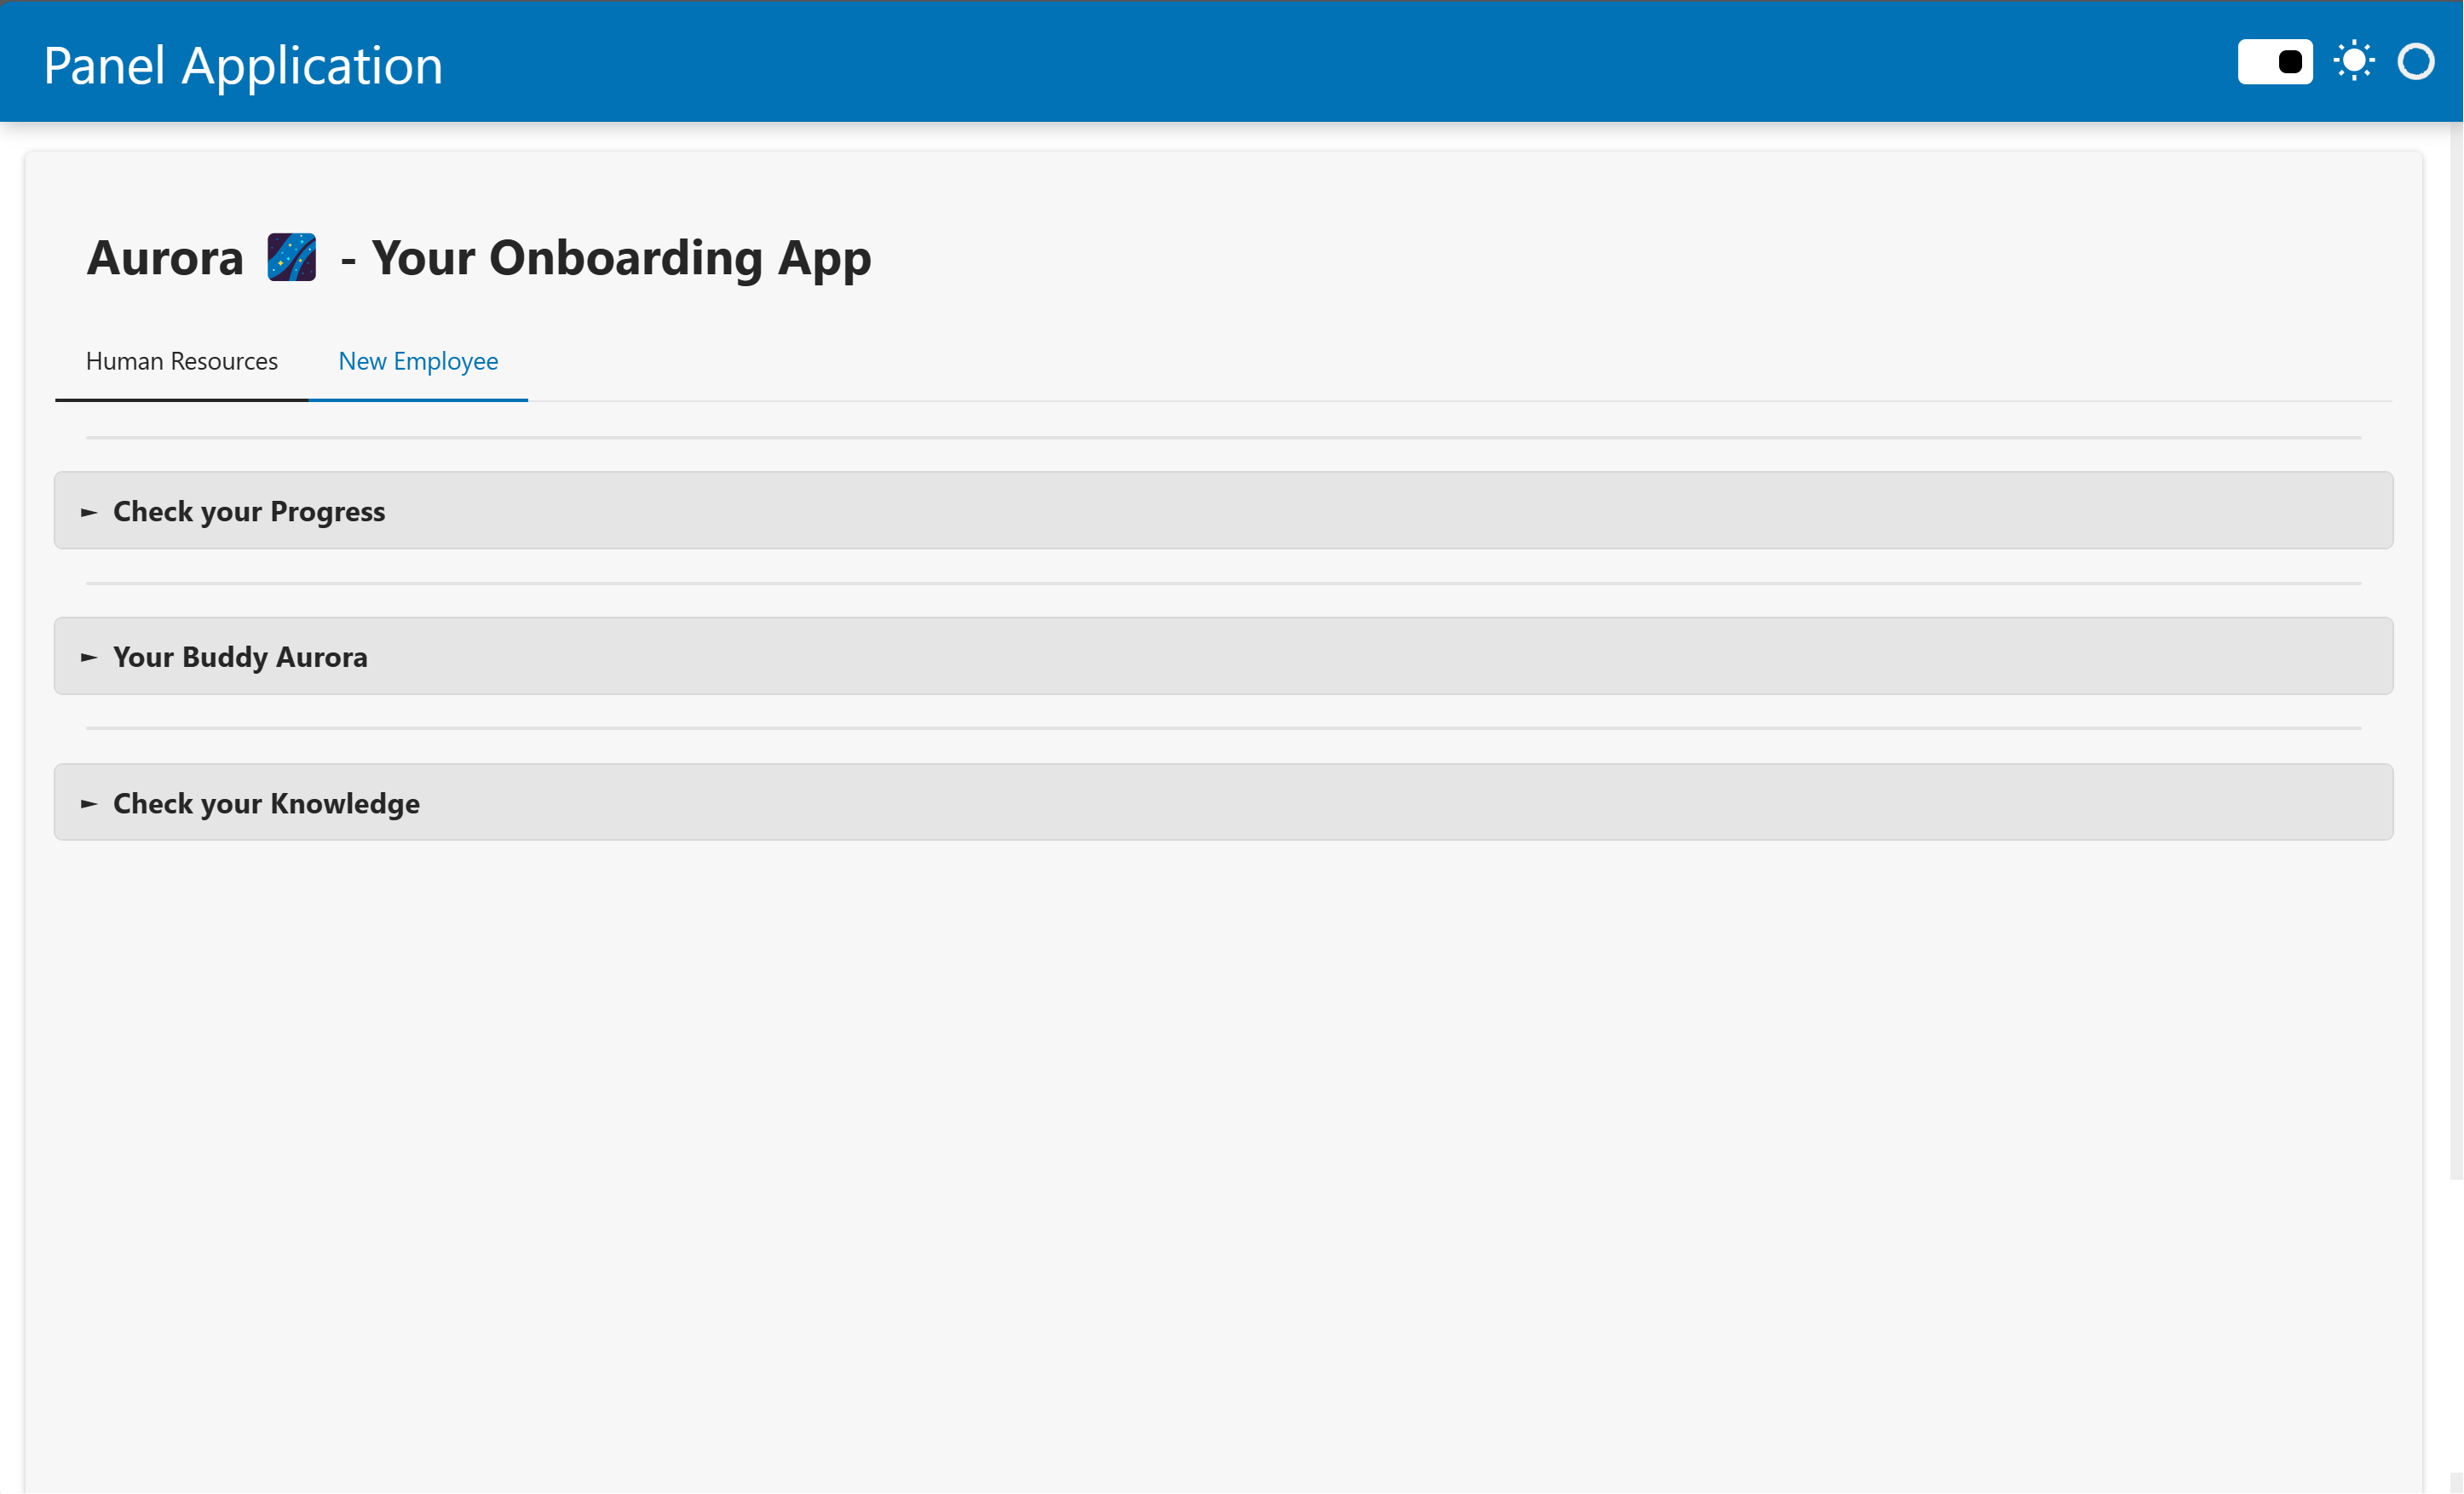 Panel Application
Aurora 🌌 - Your Onboarding App
Human Resources
New Employee
► Check your Progress
► Your Buddy Aurora
► Check your Knowledge